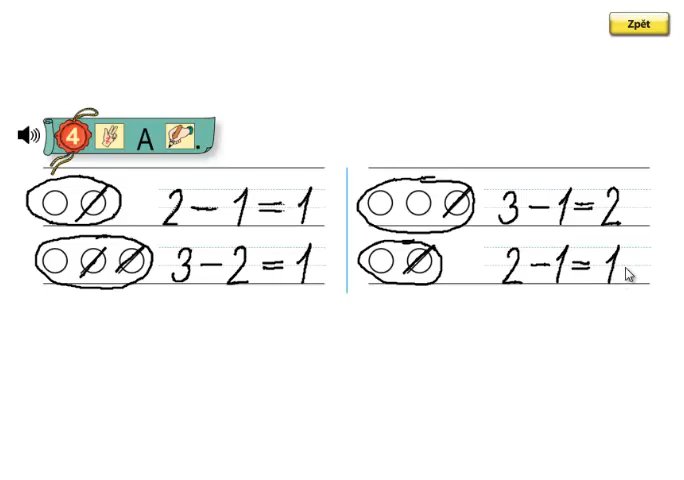 Zpět
4 A .
2 - 1 = 1
3 - 2 = 1
3 - 1 = 2
2 - 1 = 1